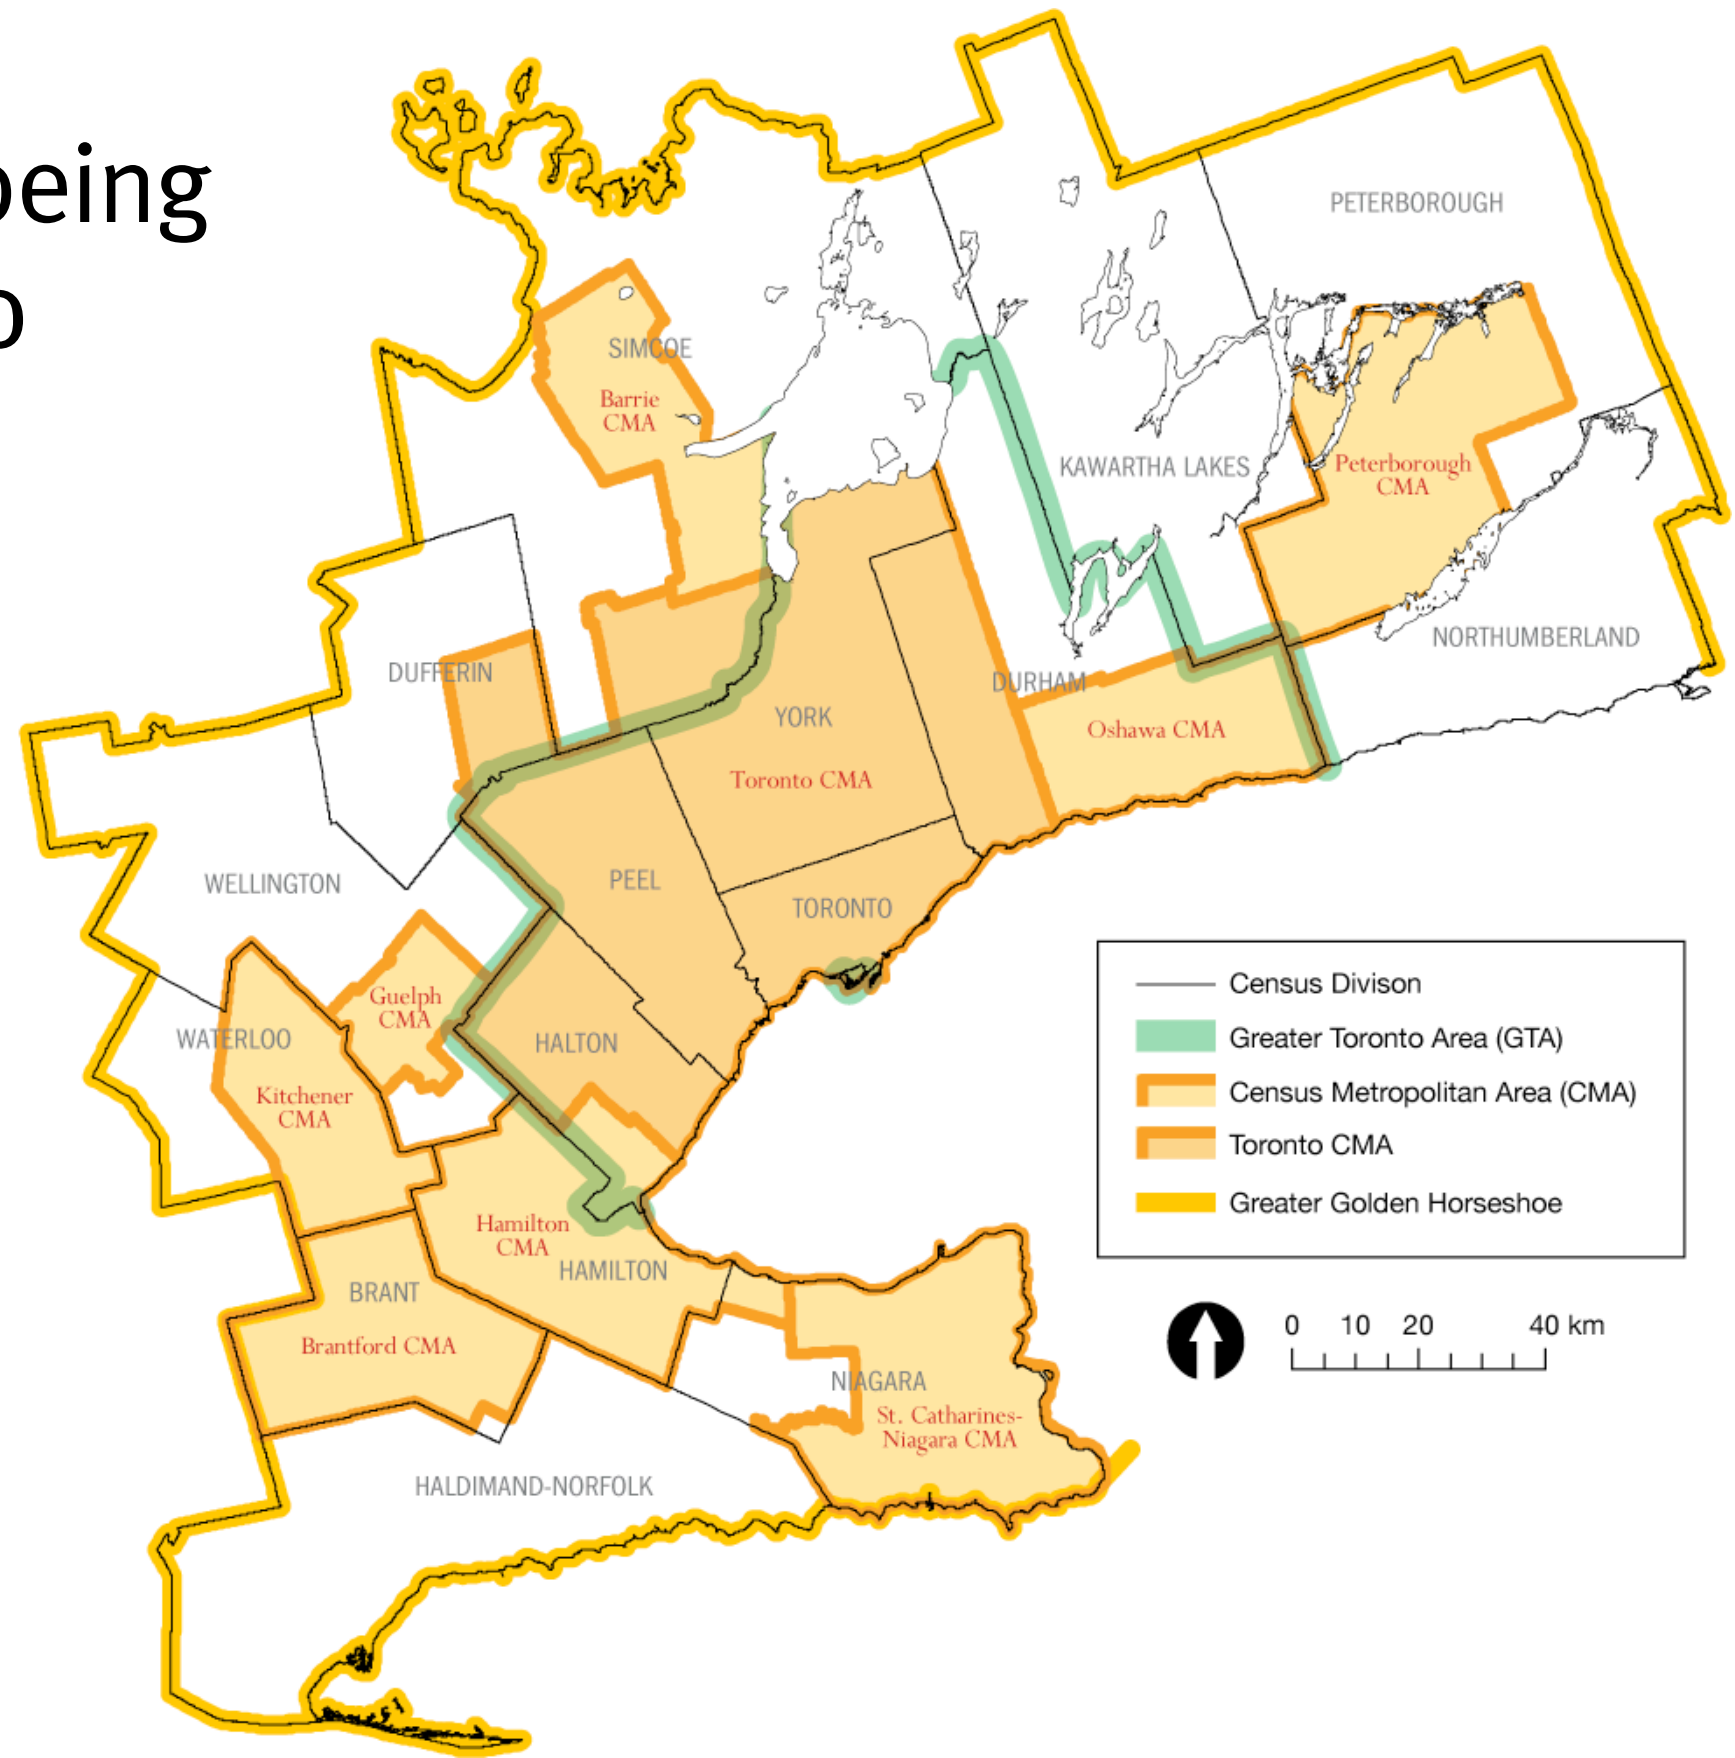 being
PETERBOROUGH
SIMCOE
Barrie
CMA
KAWARTHA LAKES
Peterborough
CMA
NORTHUMBERLAND
DUFFERIN
DURHAM
YORK
Oshawa CMA
Toronto CMA
WELLINGTON
PEEL
TORONTO
Guelph
CMA
WATERLOO
HALTON
Kitchener
CMA
Hamilton
CMA
HAMILTON
BRANT
Brantford CMA
NIAGARA
St. Catharines-
Niagara CMA
HALDIMAND-NORFOLK
Census Divison
Greater Toronto Area (GTA)
Census Metropolitan Area (CMA)
Toronto CMA
Greater Golden Horseshoe
0 10 20 40 km